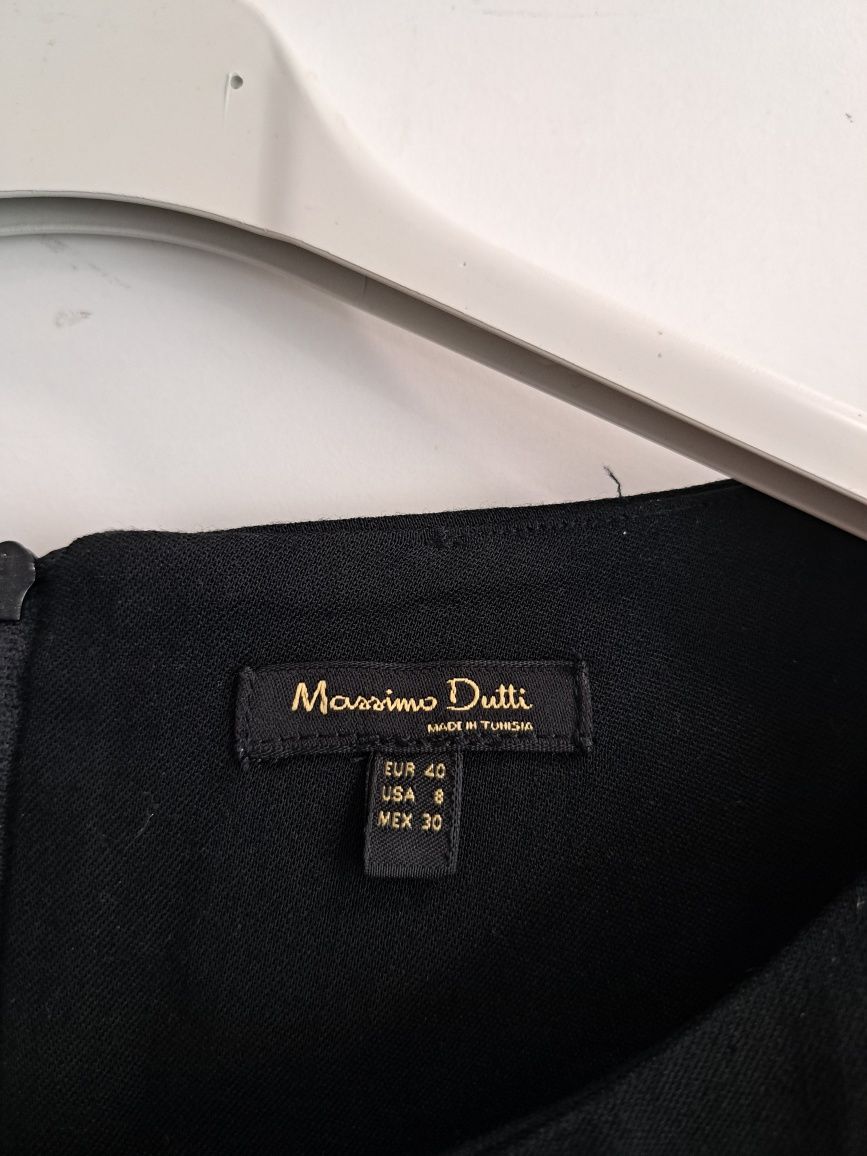 Massimo Dutti
MADE IN TUNISIA
EUR 40
USA 8
MEX 30